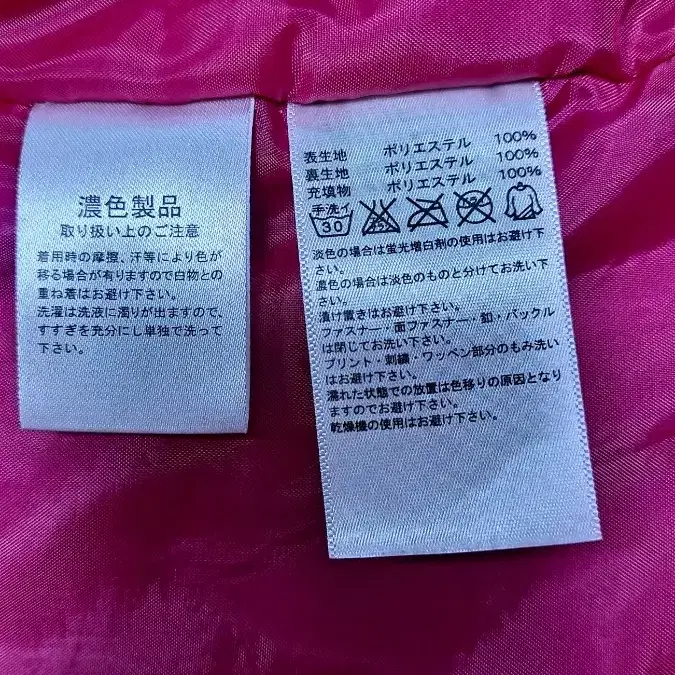 濃色製品
取り扱い上のご注意
着用時の摩擦、汗等により色が
移る場合が有りますので白物との
重ね着はお避け下さい。
洗濯は洗液に濁りが出ますので、
すすぎを充分にし単独で洗って
下さい。
表生地 ポリエステル 100%
裏生地 ポリエステル 100%
充填物 ポリエステル 100%
手洗イ
30
淡色の場合は蛍光増白剤の使用はお避け下
さい。
濃色の場合は淡色のものと分けてお洗い下
さい。
漬け置きはお避け下さい。
ファスナー・面ファスナー・釦・バックル
は閉じてお洗い下さい。
プリント・刺繍・ワッペン部分のもみ洗い
はお避け下さい。
濡れた状態での放置は色移りの原因となり
ますのでお避け下さい。
乾燥機の使用はお避け下さい。